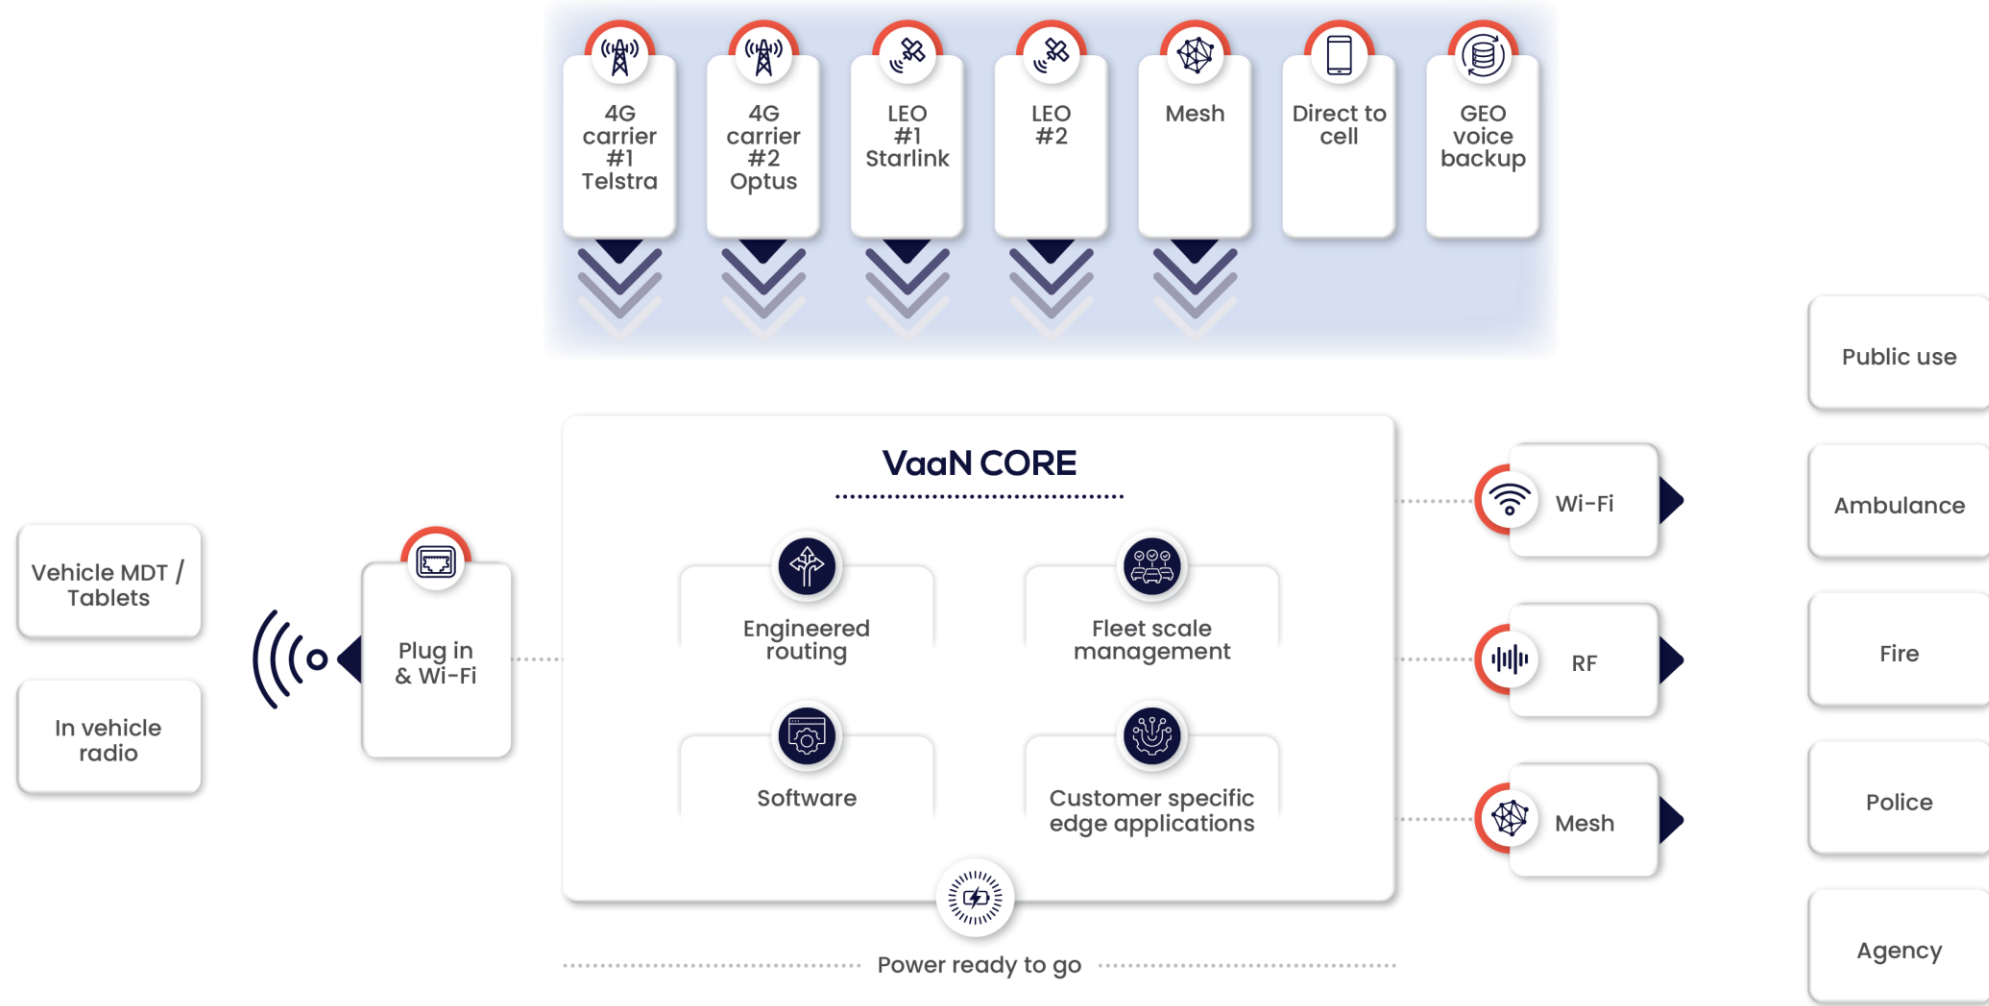 4G
carrier
#1
Telstra
4G
carrier
#2
Optus
LEO
#1
Starlink
LEO
#2
Mesh
Direct to
cell
GEO
voice
backup
VaaN CORE
Engineered
routing
Fleet scale
management
Software
Customer specific
edge applications
Power ready to go
Vehicle MDT /
Tablets
In vehicle
radio
Plug in
& Wi-Fi
Wi-Fi
RF
Mesh
Public use
Ambulance
Fire
Police
Agency